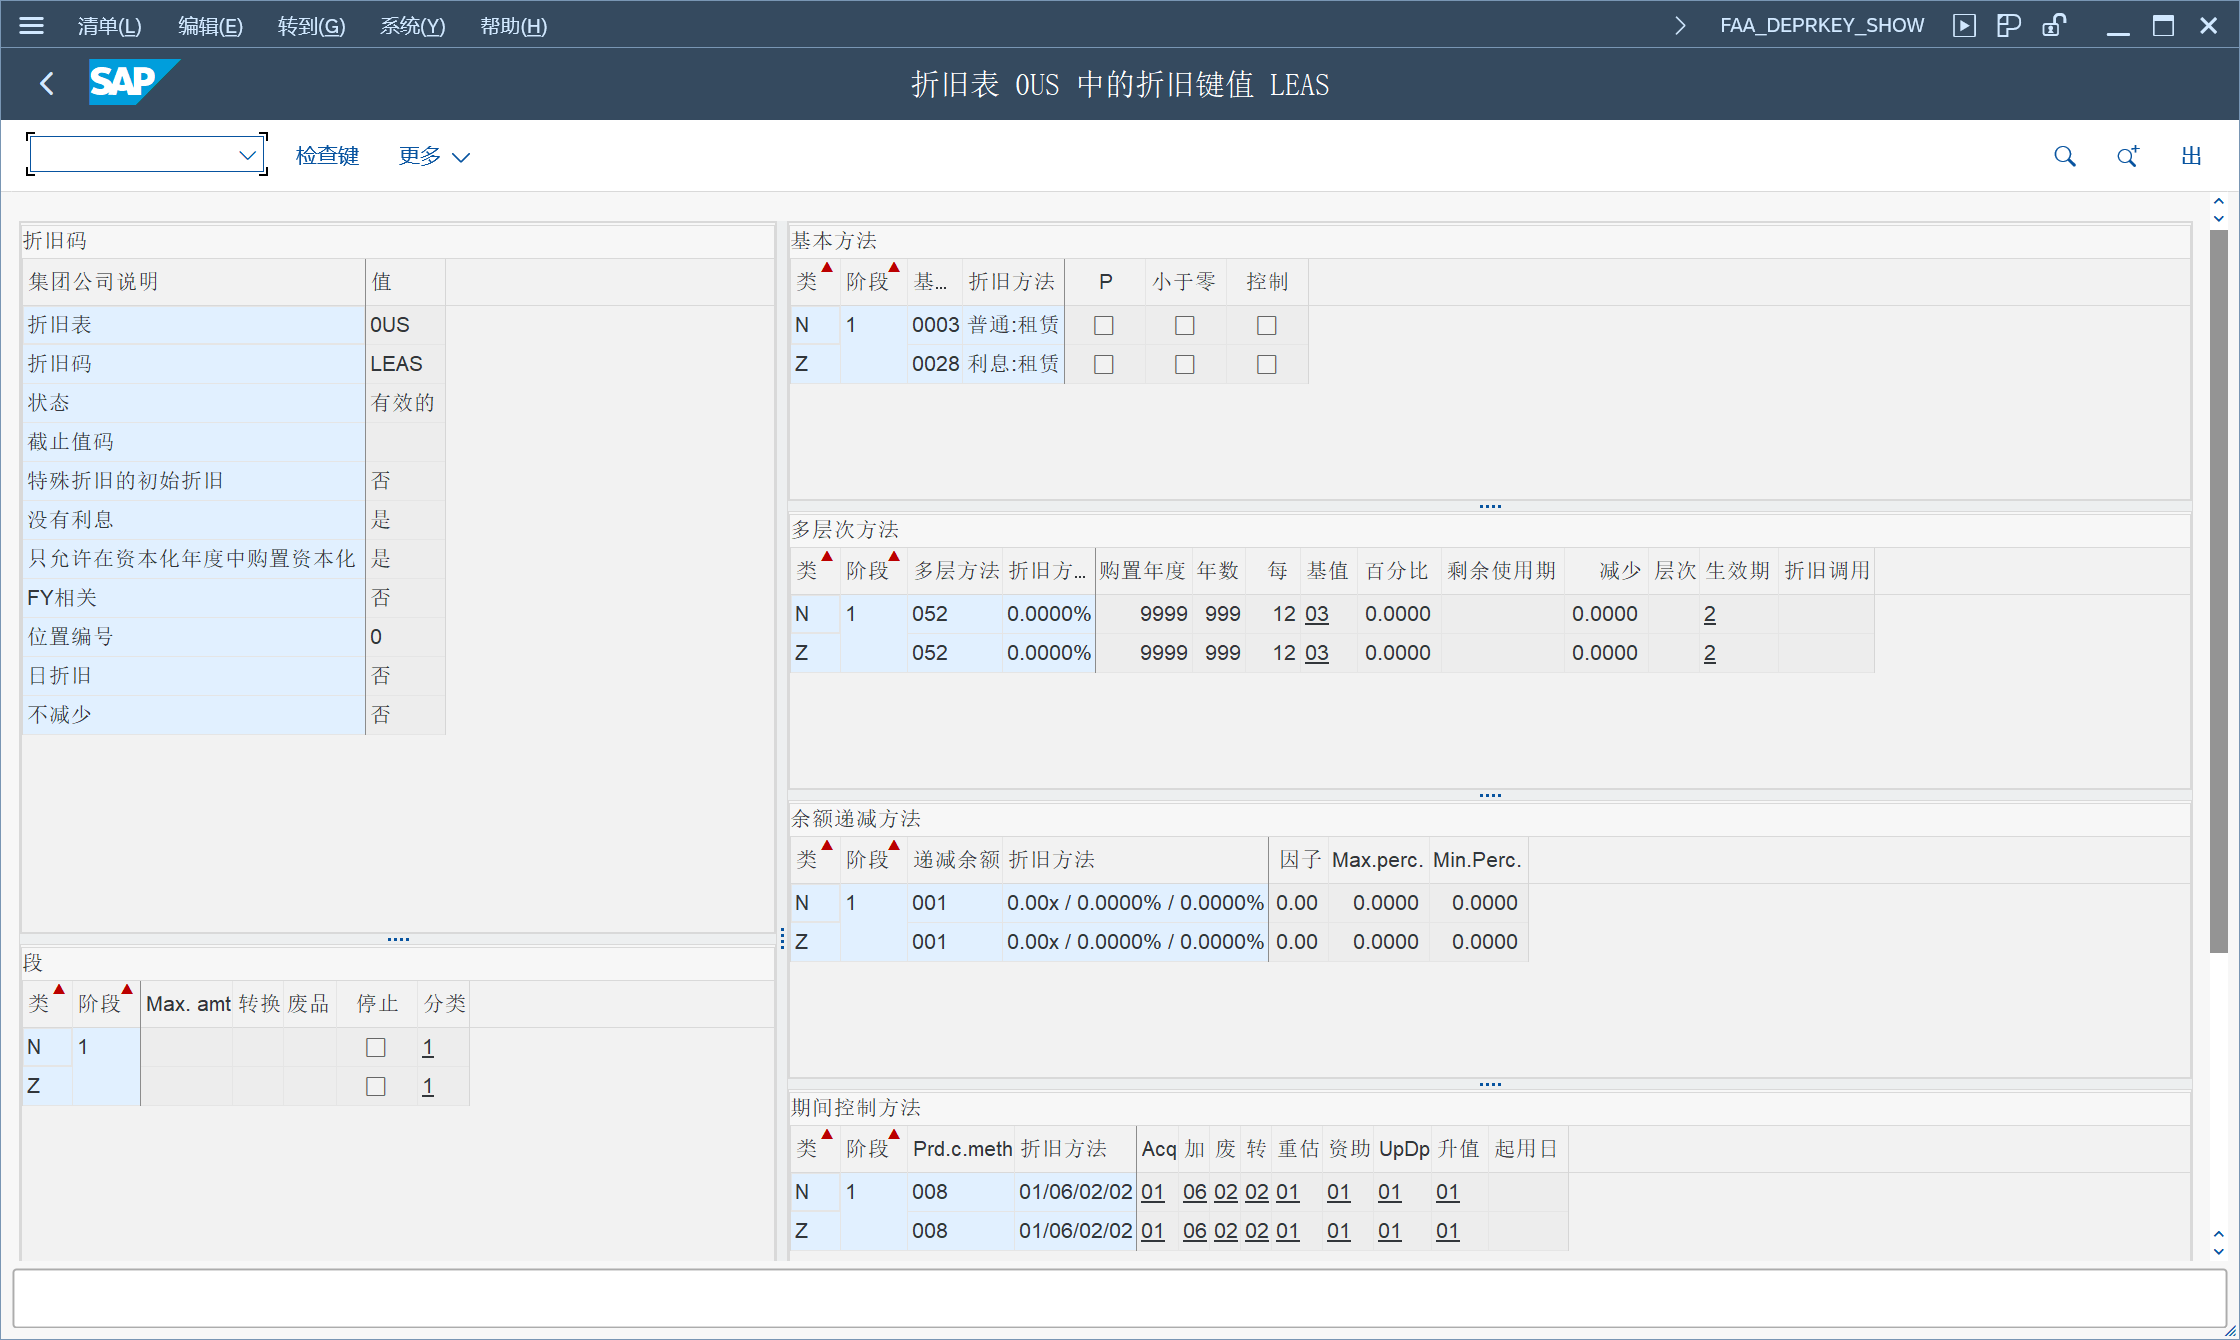 清单(L) 编辑(E) 转到(G) 系统(Y) 帮助(H) FAA_DEPRKEY_SHOW
SAP 折旧表 0US 中的折旧键值 LEAS
检查键 更多 出
折旧码
集团公司说明 值
折旧表 0US
折旧码 LEAS
状态 有效的
截止值码
特殊折旧的初始折旧 否
没有利息 是
只允许在资本化年度中购置资本化 是
FY相关 否
位置编号 0
日折旧 否
不减少 否
段
类 阶段 Max. amt 转换 废品 停止 分类
N 1 1
Z 1
基本方法
类 阶段 基... 折旧方法 P 小于零 控制
N 1 0003 普通:租赁
Z 0028 利息:租赁
多层次方法
类 阶段 多层方法 折旧方... 购置年度 年数 每 基值 百分比 剩余使用期 减少 层次 生效期 折旧调用
N 1 052 0.0000% 9999 999 12 03 0.0000 0.0000 2
Z 052 0.0000% 9999 999 12 03 0.0000 0.0000 2
余额递减方法
类 阶段 递减余额 折旧方法 因子 Max.perc. Min.Perc.
N 1 001 0.00x / 0.0000% / 0.0000% 0.00 0.0000 0.0000
Z 001 0.00x / 0.0000% / 0.0000% 0.00 0.0000 0.0000
期间控制方法
类 阶段 Prd.c.meth 折旧方法 Acq 加 废 转 重估 资助 UpDp 升值 起用日
N 1 008 01/06/02/02 01 06 02 02 01 01 01 01
Z 008 01/06/02/02 01 06 02 02 01 01 01 01